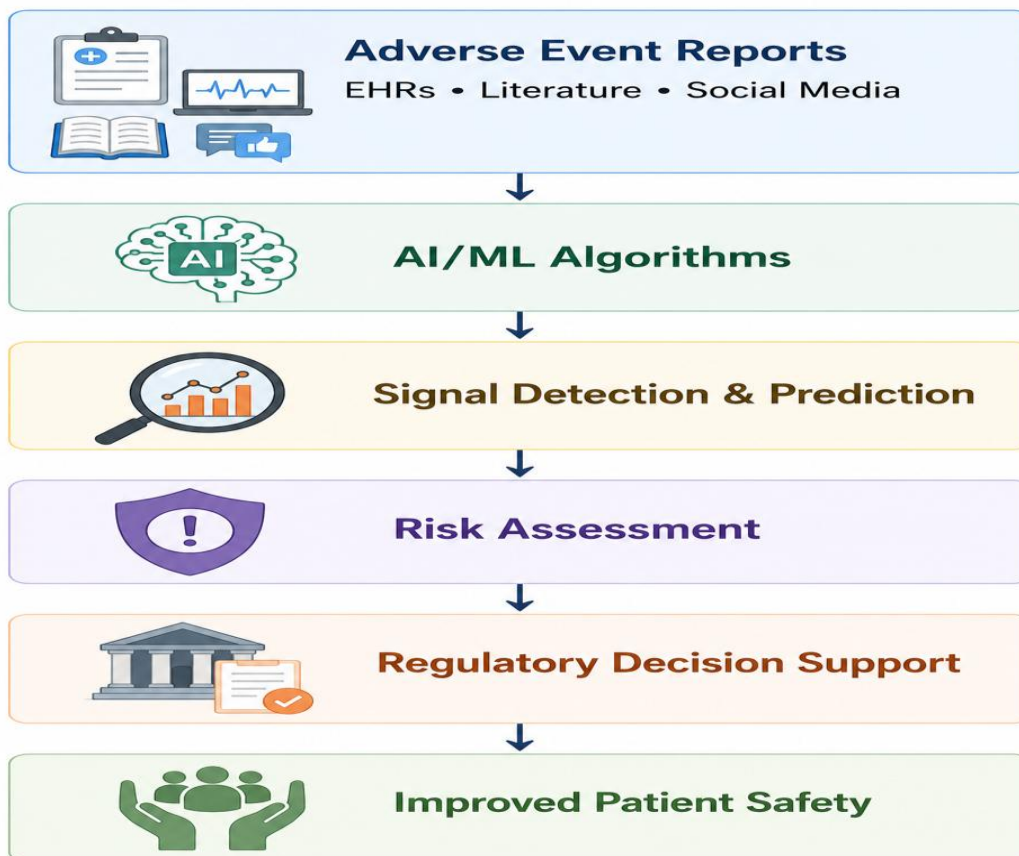 Adverse Event Reports
EHRs • Literature • Social Media
AI
AI/ML Algorithms
Signal Detection & Prediction
Risk Assessment
Regulatory Decision Support
Improved Patient Safety